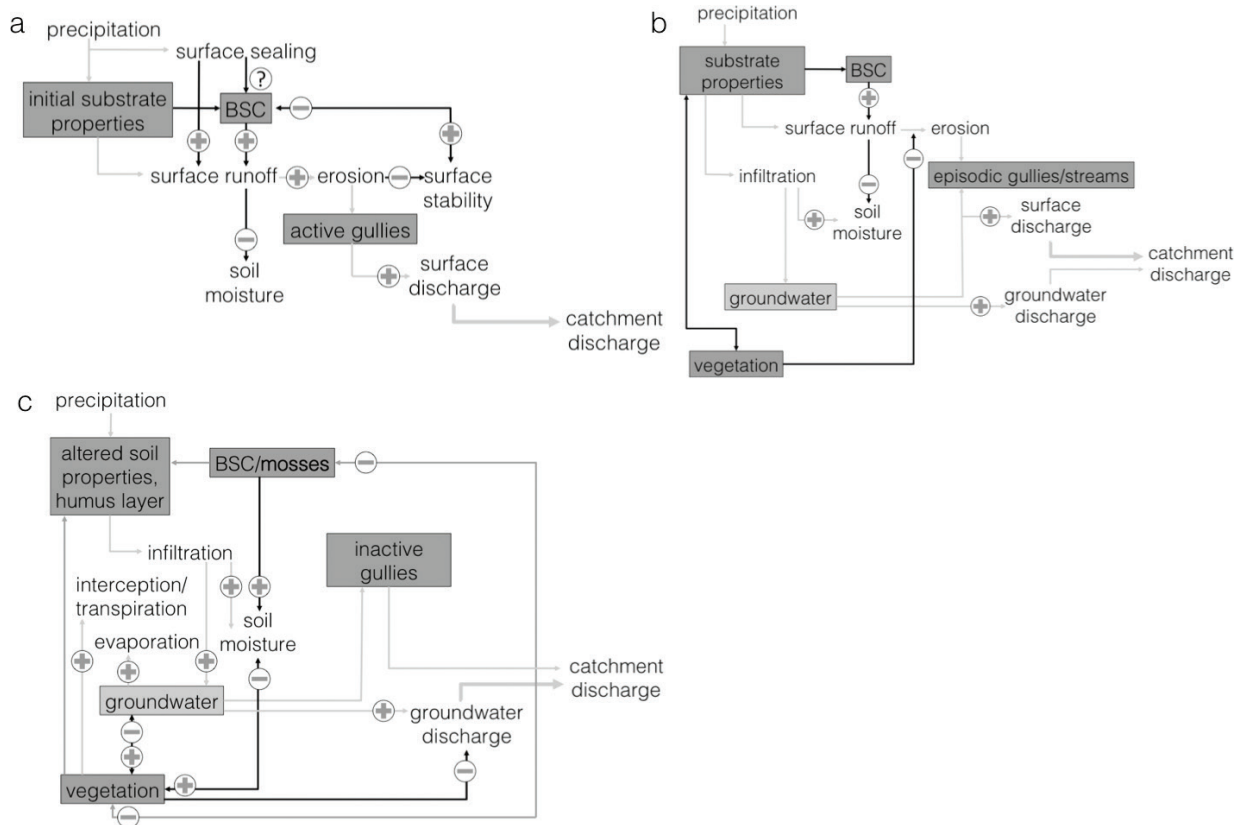 a
precipitation
surface sealing
?
initial substrate
properties
BSC
surface runoff
erosion
surface
stability
active gullies
soil
moisture
surface
discharge
catchment
discharge
b
precipitation
substrate
properties
BSC
surface runoff
erosion
infiltration
episodic gullies/streams
soil
moisture
surface
discharge
catchment
discharge
groundwater
groundwater
discharge
vegetation
c
precipitation
altered soil
properties,
humus layer
BSC/mosses
infiltration
inactive
gullies
interception/
transpiration
soil
moisture
evaporation
catchment
discharge
groundwater
groundwater
discharge
vegetation